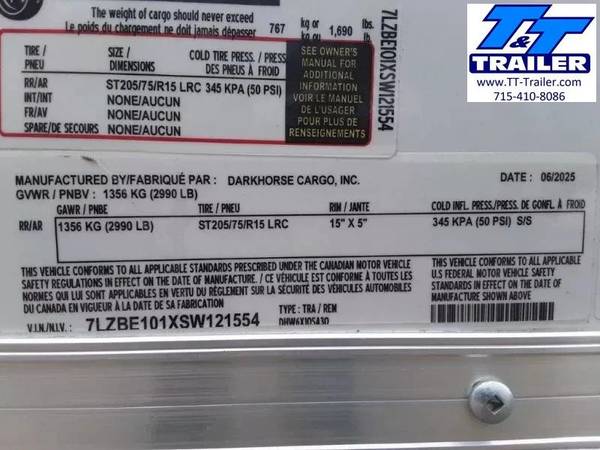 The weight of cargo should never exceed
Le poids du chargement ne doit jamais dépasser
767 kg or / kg ou 1,690 lbs. / lb
T&T
TRAILER
www.TT-Trailer.com
715-410-8086
7LZBE101XSW121554
TIRE / PNEU SIZE / DIMENSIONS COLD TIRE PRESS. / PRESS DES PNEUS À FROID
RR/AR ST205/75/R15 LRC 345 KPA (50 PSI)
INT/INT NONE/AUCUN
FR/AV NONE/AUCUN
SPARE/DE SECOURS NONE/AUCUN
SEE OWNER'S
MANUAL FOR
ADDITIONAL
INFORMATION
VOIR LE MANUEL
DE L'USAGER
POUR PLUS DE
RENSEIGNEMENTS
MANUFACTURED BY/FABRIQUÉ PAR : DARKHORSE CARGO, INC. DATE : 06/2025
GVWR / PNBV : 1356 KG (2990 LB)
GAWR / PNBE TIRE/PNEU RIM / JANTE COLD INFL. PRESS/PRESS. DE GONFL. À FROID
RR/AR 1356 KG (2990 LB) ST205/75/R15 LRC 15" X 5" 345 KPA (50 PSI) S/S
THIS VEHICLE CONFORMS TO ALL APPLICABLE STANDARDS PRESCRIBED UNDER THE CANADIAN MOTOR VEHICLE
SAFETY REGULATIONS IN EFFECT ON THE DATE OF MANUFACTURE / CE VÉHICULE EST CONFORME À TOUTES LES
NORMES QUI LUI SONT APPLICABLES EN VERTU DU RÈGLEMENT SUR LA SÉCURITÉ DES VÉHICULES AUTOMOBILES
DU CANADA EN VIGUEUR À LA DATE DE SA FABRICATION
THIS VEHICLE CONFORMS TO ALL APPLICABLE
U.S FEDERAL MOTOR VEHICLE SAFETY
STANDARDS IN EFFECT ON THE DATE OF
MANUFACTURE SHOWN ABOVE
V.I.N./N.I.V. : 7LZBE101XSW121554
TYPE : TRA / REM
DHW6X10SA30